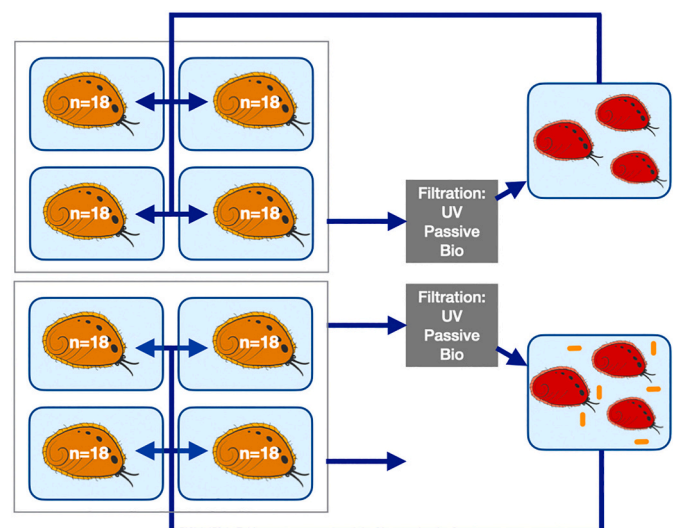 n=18 n=18
n=18 n=18
Filtration:
UV
Passive
Bio
n=18 n=18
n=18 n=18
Filtration:
UV
Passive
Bio